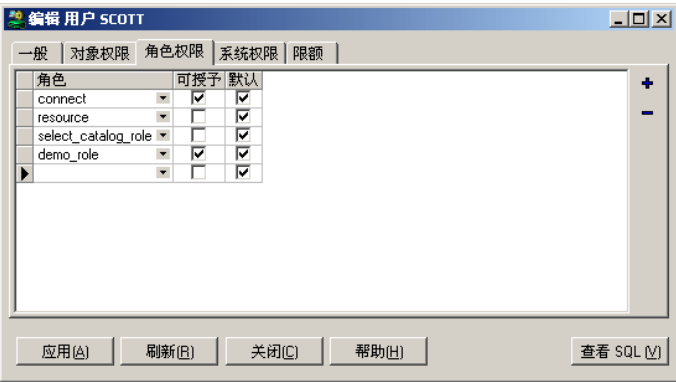 编辑 用户 SCOTT
一般 对象权限 角色权限 系统权限 限额
角色 可授予 默认
connect
resource
select_catalog_role
demo_role
应用(A) 刷新(R) 关闭(C) 帮助(H) 查看 SQL (V)